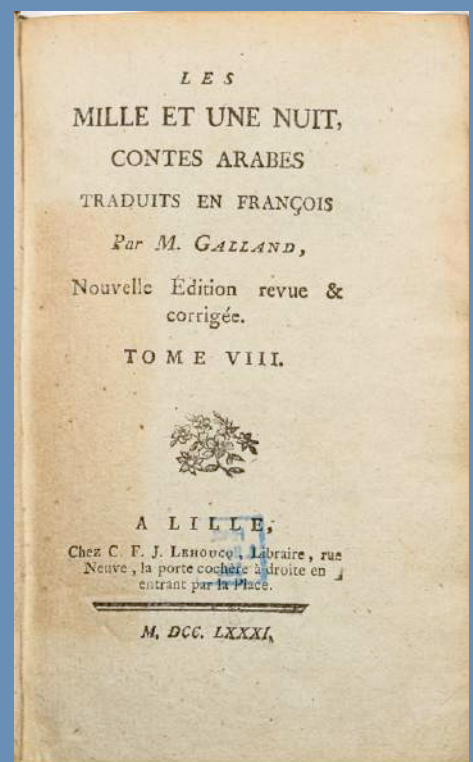 LES
MILLE ET UNE NUIT,
CONTES ARABES
TRADUITS EN FRANÇOIS
Par M. GALLAND,
Nouvelle Édition revue &
corrigée.
TOME VIII.
A LILLE,
Chez C. F. J. LEHOUCQ, Libraire, rue
Neuve, la porte cochère à droite en
entrant par la Place.
M. DCC. LXXXI.